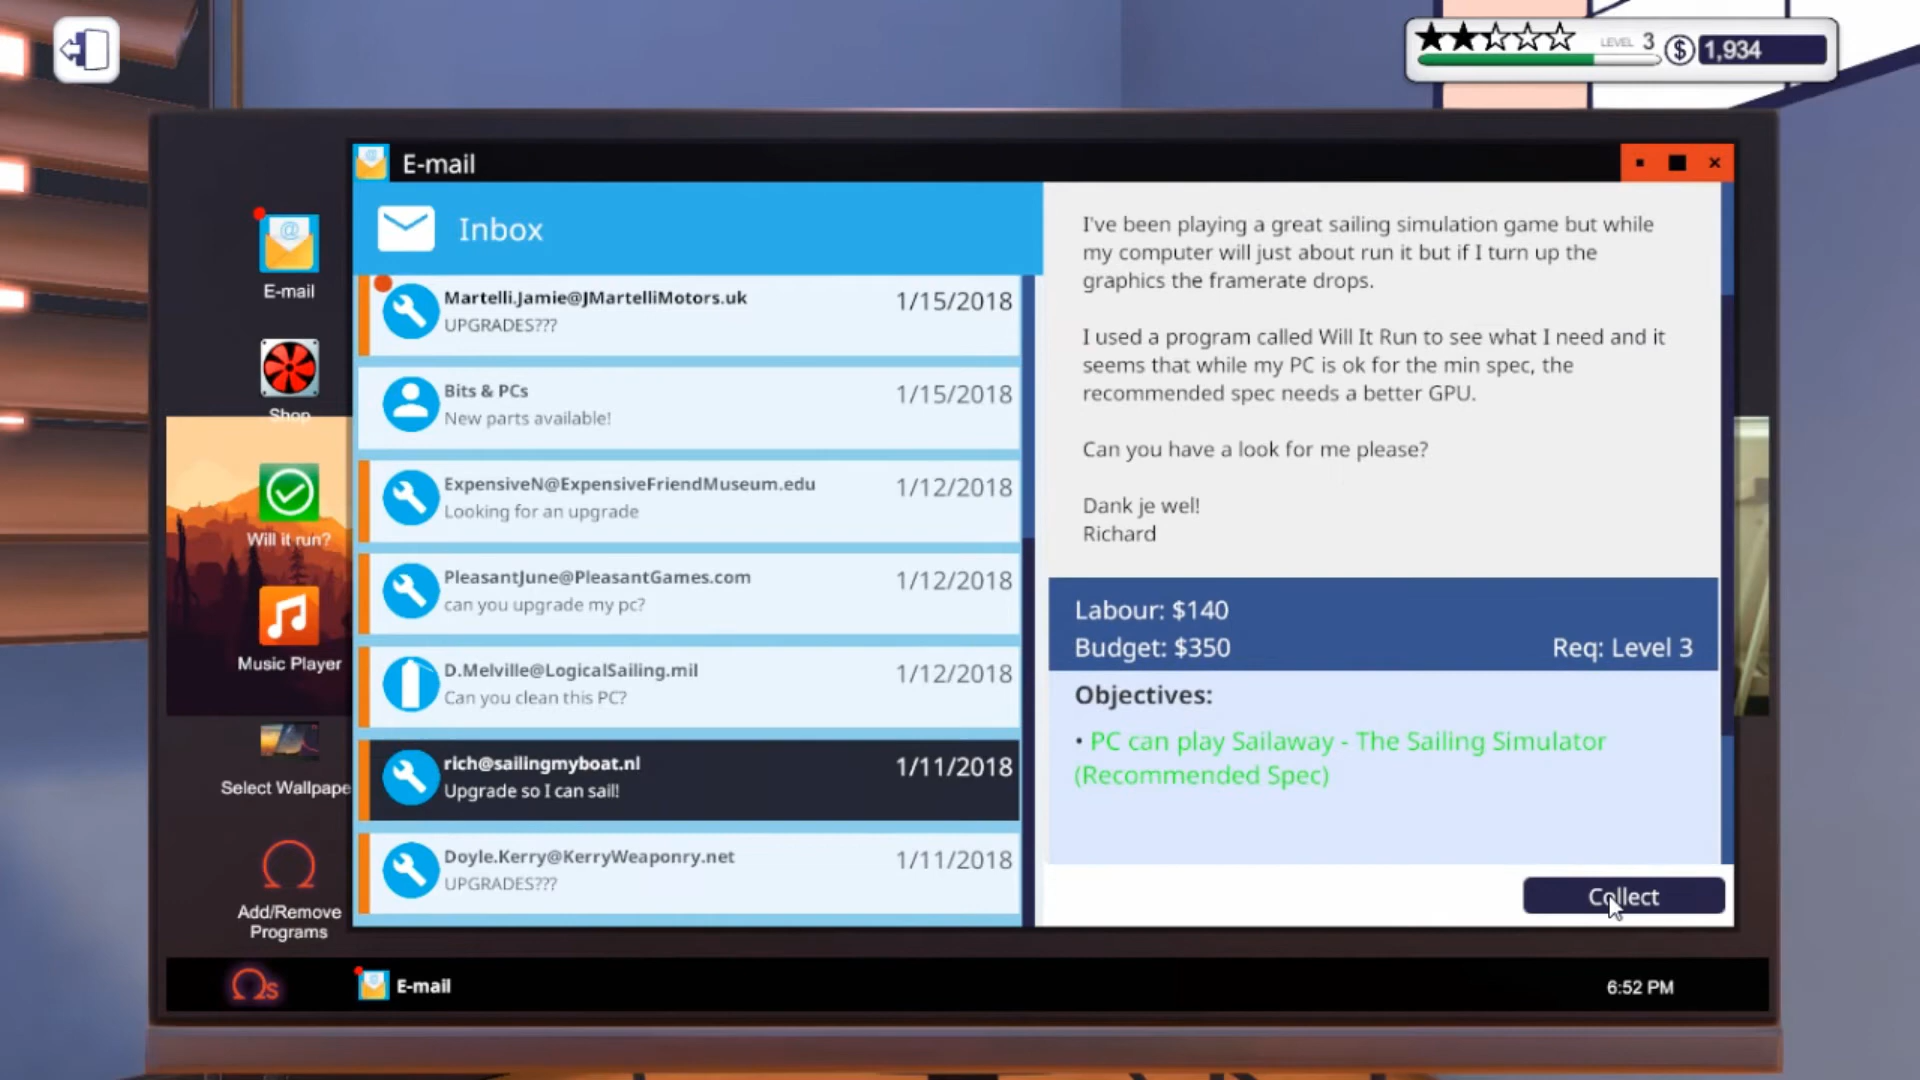 LEVEL 3
$ 1,934
E-mail
Inbox
Martelli.Jamie@JMartelliMotors.uk
1/15/2018
UPGRADES???
Bits & PCs
1/15/2018
New parts available!
ExpensiveN@ExpensiveFriendMuseum.edu
1/12/2018
Looking for an upgrade
PleasantJune@PleasantGames.com
1/12/2018
can you upgrade my pc?
D.Melville@LogicalSailing.mil
1/12/2018
Can you clean this PC?
rich@sailingmyboat.nl
1/11/2018
Upgrade so I can sail!
Doyle.Kerry@KerryWeaponry.net
1/11/2018
UPGRADES???
I've been playing a great sailing simulation game but while
my computer will just about run it but if I turn up the
graphics the framerate drops.
I used a program called Will It Run to see what I need and it
seems that while my PC is ok for the min spec, the
recommended spec needs a better GPU.
Can you have a look for me please?
Dank je wel!
Richard
Labour: $140
Budget: $350
Req: Level 3
Objectives:
• PC can play Sailaway - The Sailing Simulator
(Recommended Spec)
Collect
E-mail
Shop
Will it run?
Music Player
Select Wallpape
Add/Remove
Programs
Ωs
E-mail
6:52 PM